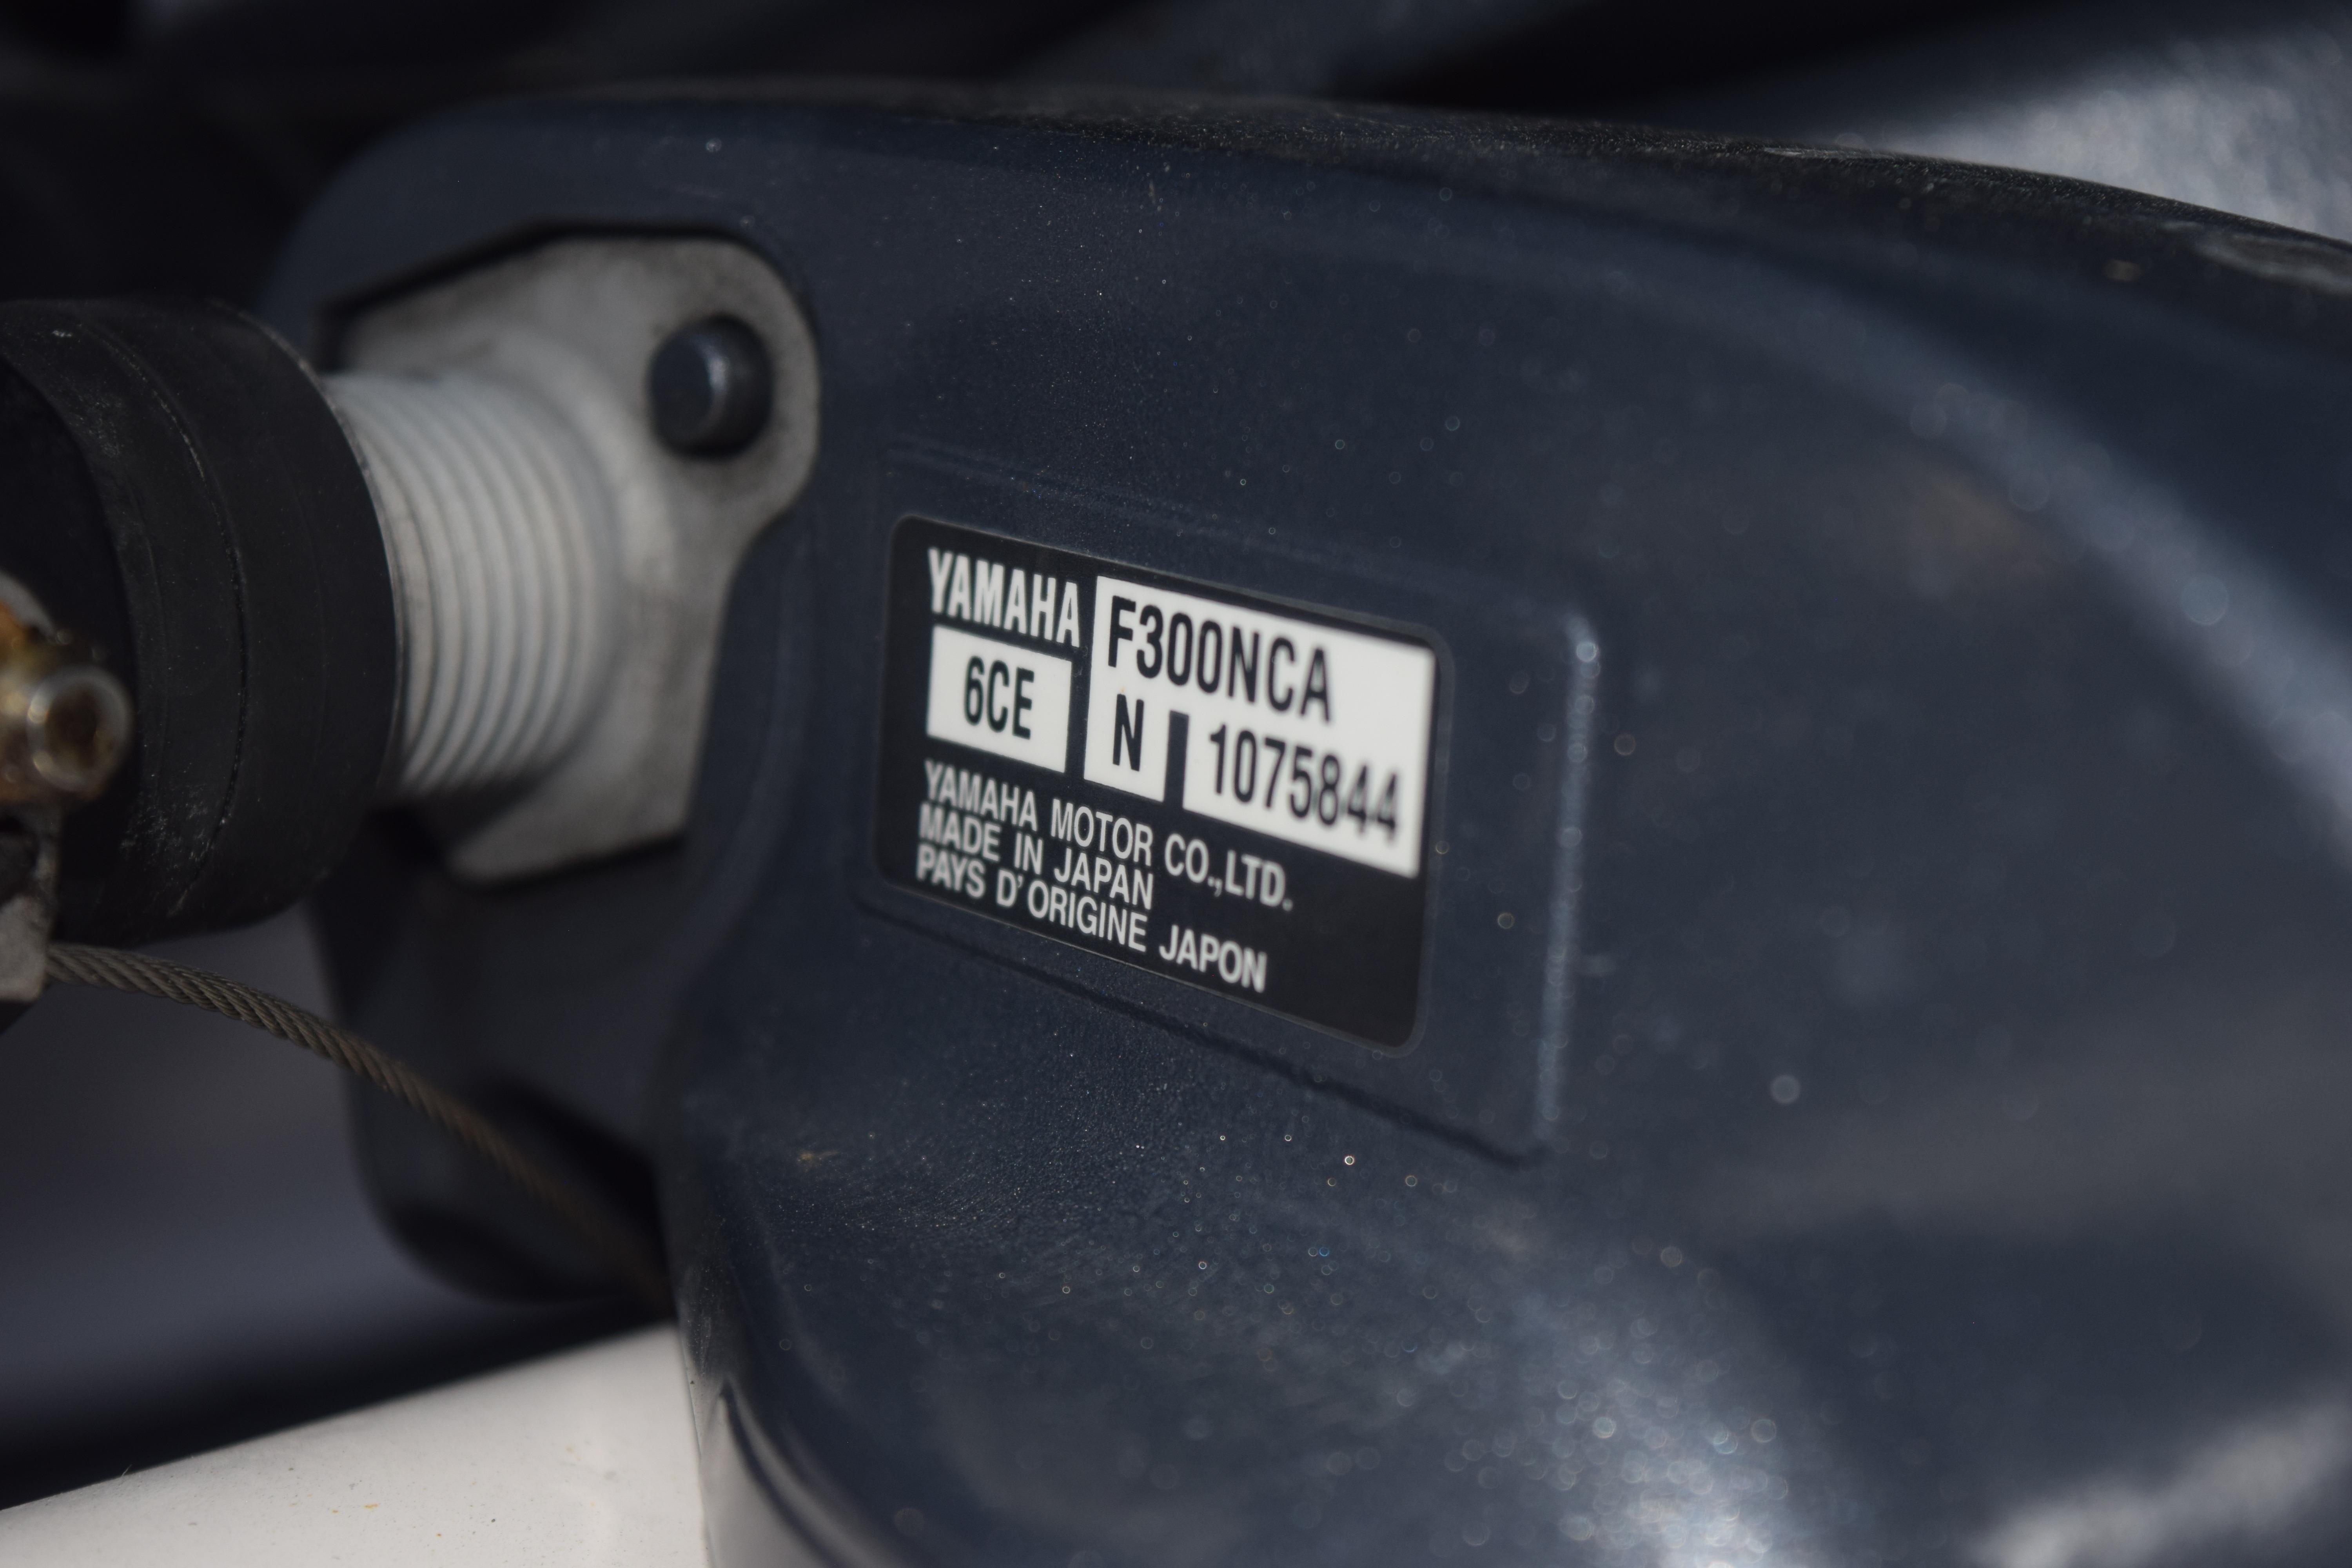 YAMAHA F300NCA
6CE N 1075844
YAMAHA MOTOR CO.,LTD.
MADE IN JAPAN
PAYS D'ORIGINE JAPON